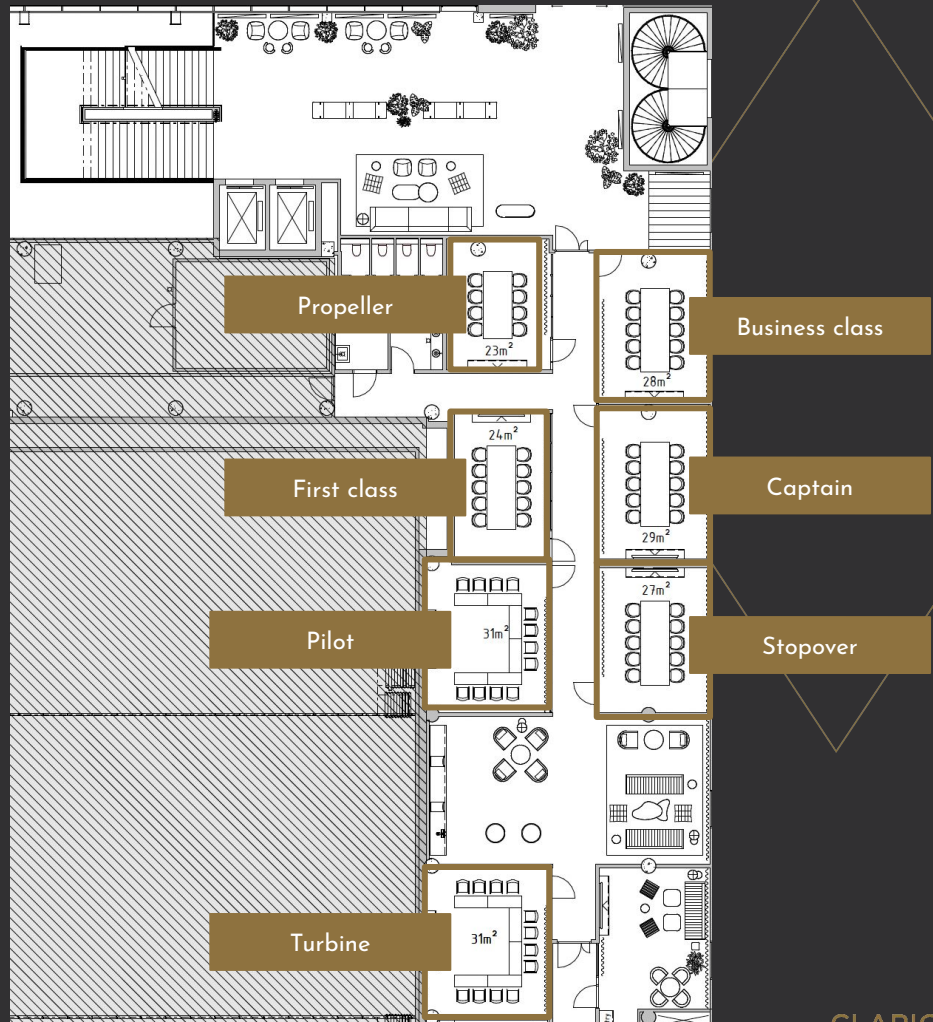 Propeller
23m²
Business class
28m²
First class
24m²
Captain
29m²
Pilot
31m²
27m²
Stopover
Turbine
31m²